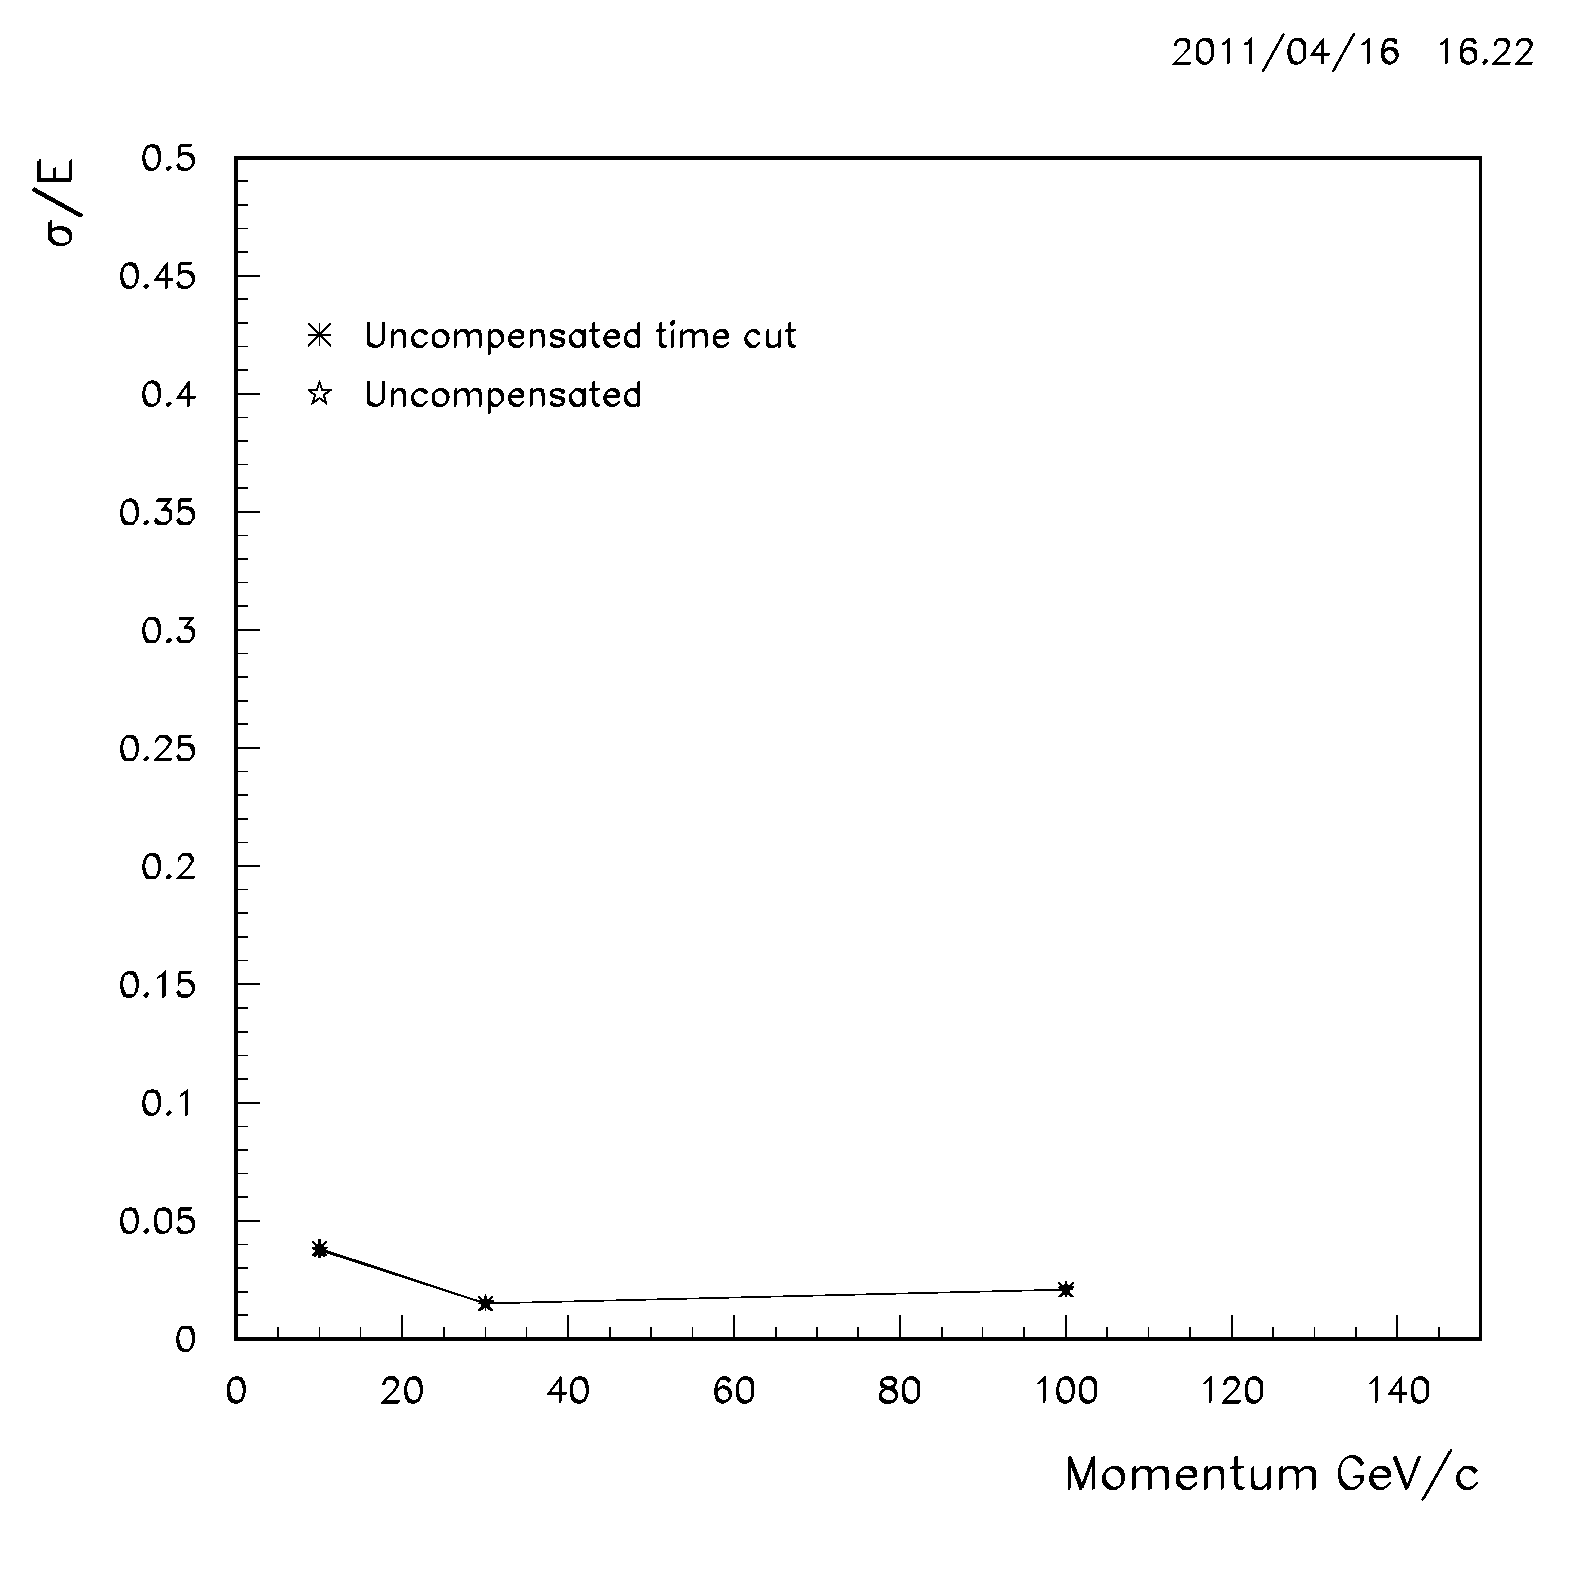 2011/04/16 16.22
σ/E
0.5
0.45
Uncompensated time cut
Uncompensated
0.4
0.35
0.3
0.25
0.2
0.15
0.1
0.05
0
0 20 40 60 80 100 120 140
Momentum GeV/c